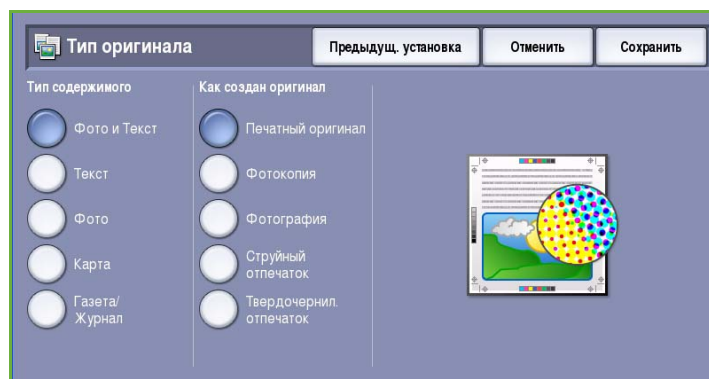 Тип оригинала
Предыдущ. установка
Отменить
Сохранить
Тип содержимого
Фото и Текст
Текст
Фото
Карта
Газета/
Журнал
Как создан оригинал
Печатный оригинал
Фотокопия
Фотография
Струйный
отпечаток
Твердочернил.
отпечаток